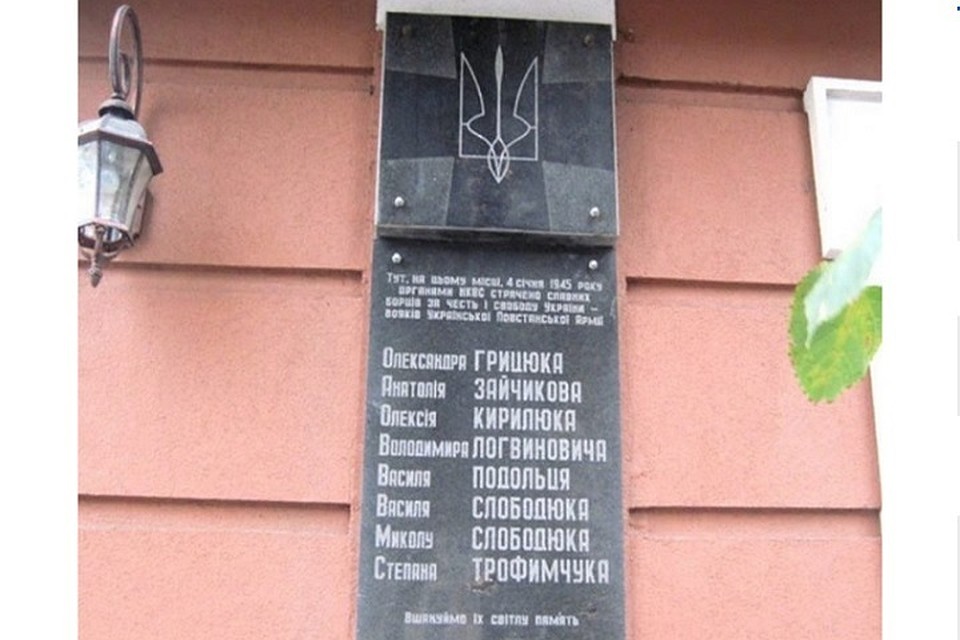 Тут, на цьому місці, 4 січня 1945 року
органами НКВС страчено славних
борців за честь і свободу України –
вояків Української Повстанської Армії
Олександра ГРИЦЮКА
Анатолія ЗАЙЧИКОВА
Олексія КИРИЛЮКА
Володимира ЛОГВИНОВИЧА
Василя ПОДОЛЬЦЯ
Василя СЛОБОДЮКА
Миколу СЛОБОДЮКА
Степана ТРОФИМЧУКА
Вшануймо їх світлу пам'ять